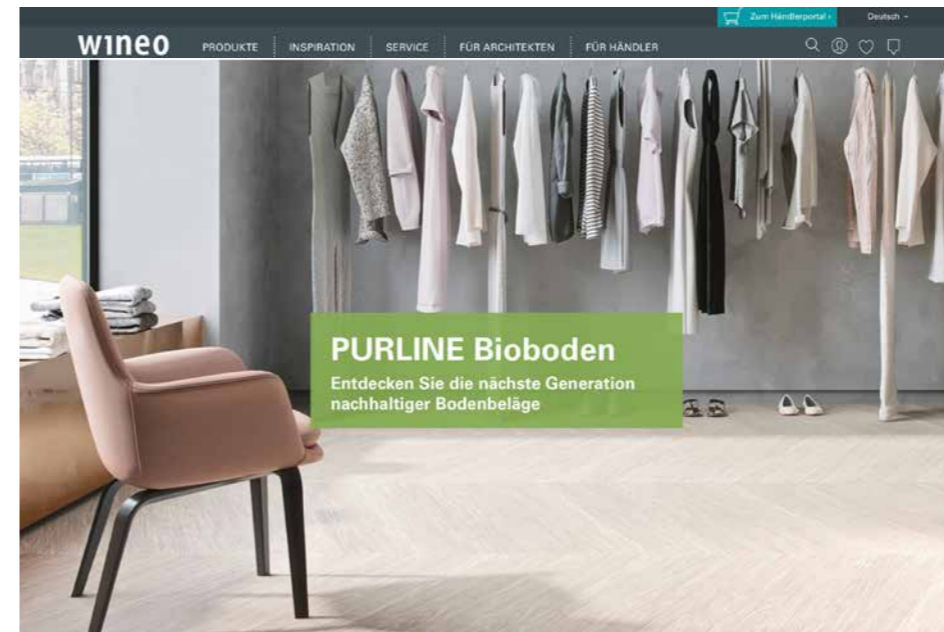 Zum Händlerportal ›
Deutsch
wineo
PRODUKTE
INSPIRATION
SERVICE
FÜR ARCHITEKTEN
FÜR HÄNDLER
PURLINE Bioboden
Entdecken Sie die nächste Generation
nachhaltiger Bodenbeläge